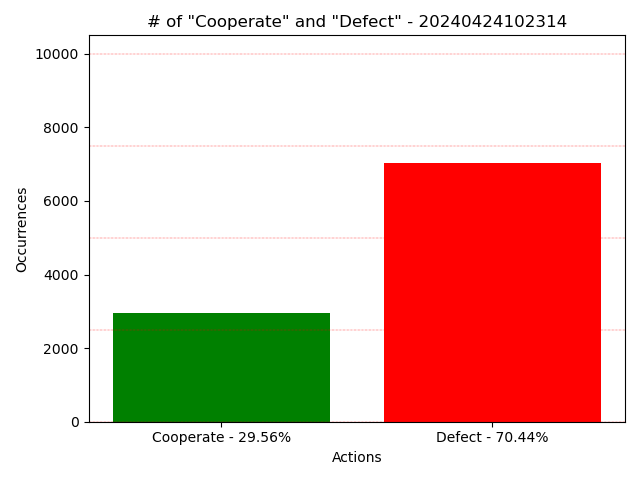 # of "Cooperate" and "Defect" - 20240424102314
10000
8000
6000
4000
2000
0
Occurrences
Cooperate - 29.56%
Defect - 70.44%
Actions